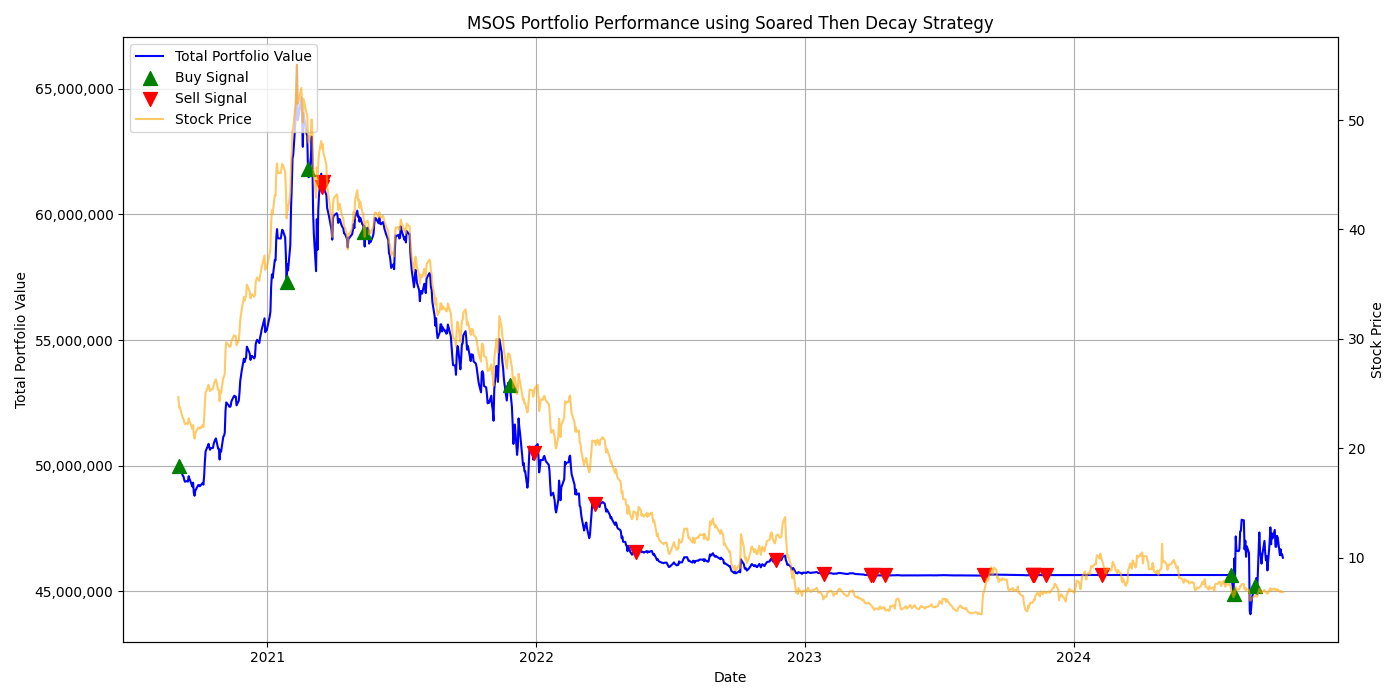 MSOS Portfolio Performance using Soared Then Decay Strategy
Total Portfolio Value
Buy Signal
Sell Signal
Stock Price
65,000,000
60,000,000
55,000,000
50,000,000
45,000,000
Total Portfolio Value
50
40
30
20
10
Stock Price
2021
2022
2023
2024
Date